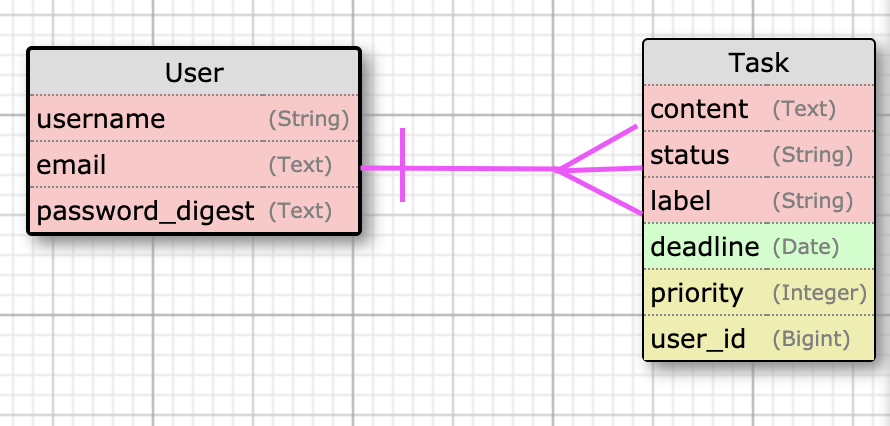 User
username (String)
email (Text)
password_digest (Text)
Task
content (Text)
status (String)
label (String)
deadline (Date)
priority (Integer)
user_id (Bigint)